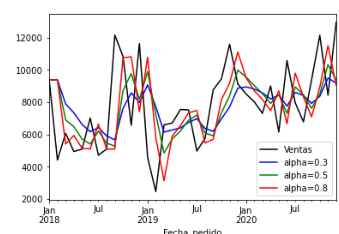 12000
10000
8000
6000
4000
2000
Jan Jul Jan Jul Jan Jul
2018 2019 2020
Fecha_pedido
Ventas
alpha=0.3
alpha=0.5
alpha=0.8